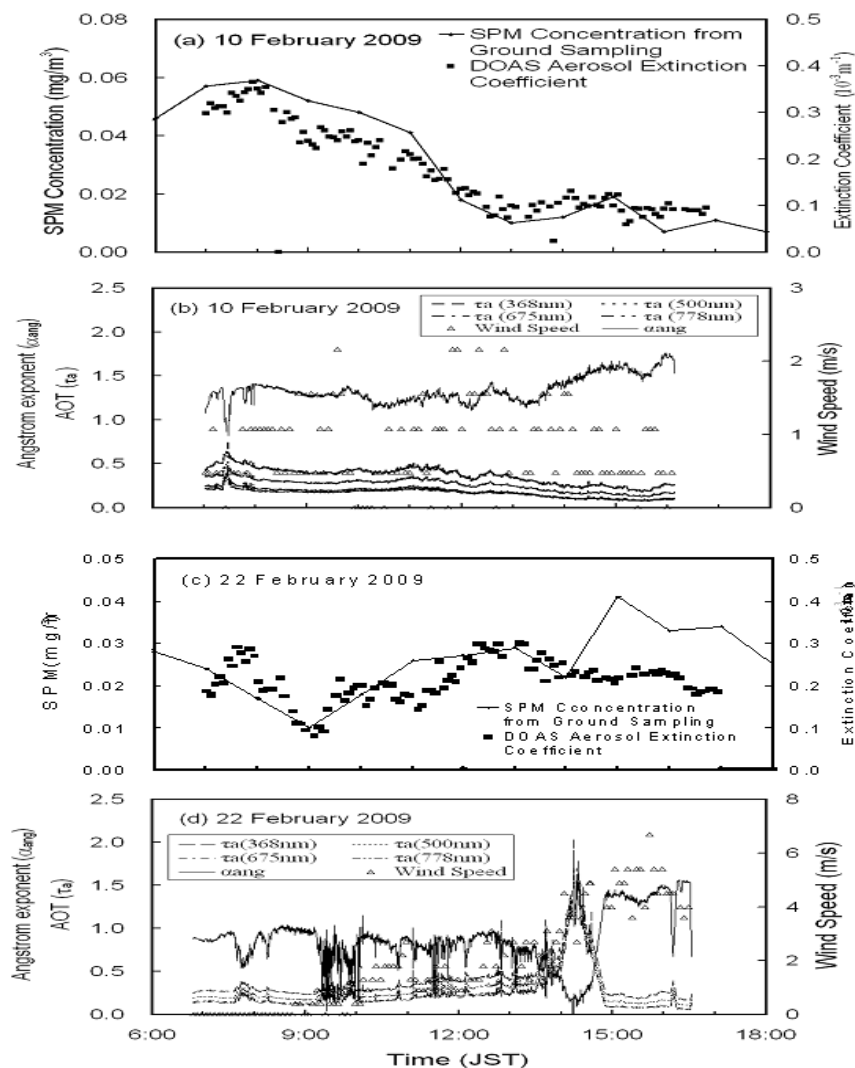 (a) 10 February 2009
SPM Concentration from
Ground Sampling
DOAS Aerosol Extinction
Coefficient
SPM Concentration (mg/m³)
0.08
0.06
0.04
0.02
0.00
0.5
0.4
0.3
0.2
0.1
0.0
Extinction Coefficient (10⁻³m⁻¹)
(b) 10 February 2009
τa (368nm) τa (500nm)
τa (675nm) τa (778nm)
Wind Speed αang
Angstrom exponent (αang)
AOT (τa)
2.5
2.0
1.5
1.0
0.5
0.0
3
2
1
0
Wind Speed (m/s)
(c) 22 February 2009
SPM Cconcentration
from Ground Sampling
DOAS Aerosol Extinction
Coefficient
0.05
0.04
0.03
0.02
0.01
0.00
0.5
0.4
0.3
0.2
0.1
0.0
Extinction
(d) 22 February 2009
τa(368nm) τa(500nm)
τa(675nm) τa(778nm)
αang Wind Speed
Angstrom exponent (αang)
AOT (τa)
2.5
2.0
1.5
1.0
0.5
0.0
8
6
4
2
0
Wind Speed (m/s)
6:00 9:00 12:00 15:00 18:00
Time (JST)